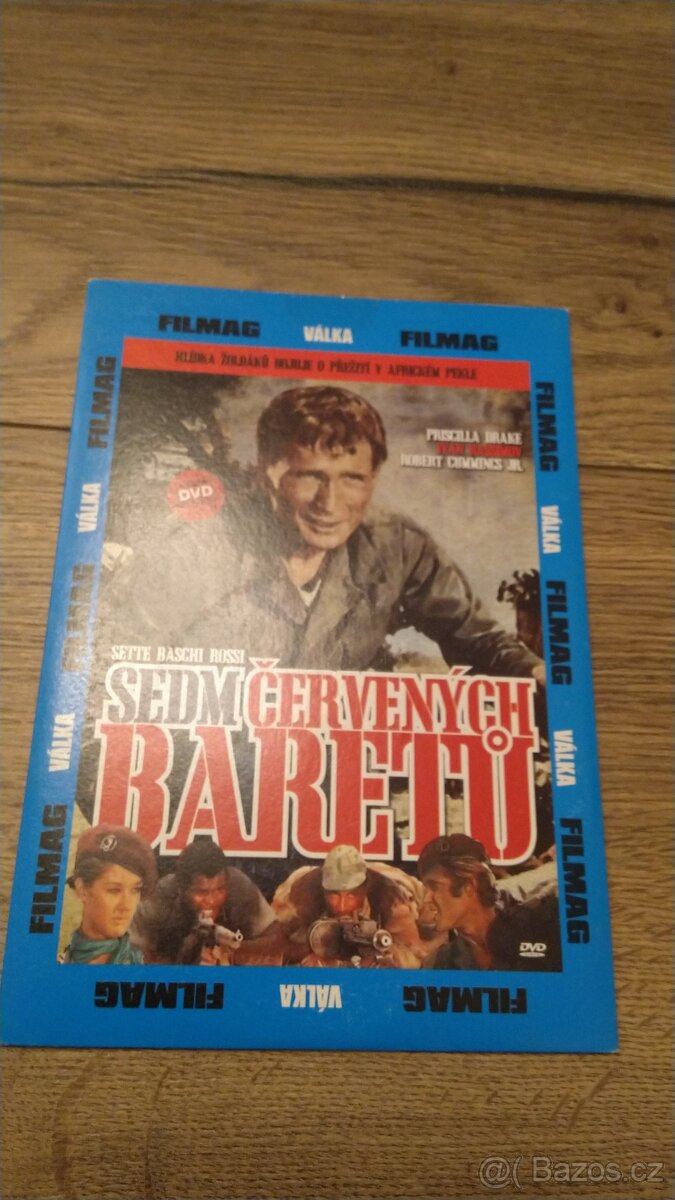 FILMAG VÁLKA FILMAG
HLÍDKA ŽOLDÁKŮ BOJUJE O PŘEŽITÍ V AFRICKÉM PEKLE
PRISCILLA DRAKE
IVAN RASSIMOV
ROBERT CUMMINGS JR.
DVD
SETTE BASCHI ROSSI
SEDM ČERVENÝCH
BARETŮ
DVD
FILMAG
VÁLKA
FILMAG
VÁLKA
FILMAG
FILMAG
VÁLKA
FILMAG
VÁLKA
FILMAG
FILMAG VÁLKA FILMAG
@( Bazos.cz